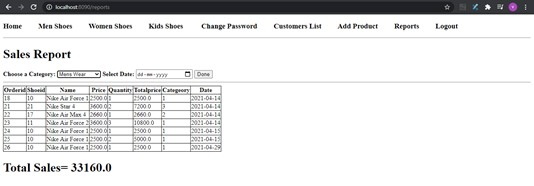 localhost:8090/reports
Home Men Shoes Women Shoes Kids Shoes Change Password Customers List Add Product Reports Logout
Sales Report
Choose a Category: Mens Wear Select Date: dd-mm-yyyy Done
Orderid Shoeid Name Price Quantity Totalprice Categeory Date
18 10 Nike Air Force 1 2500.0 1 2500.0 1 2021-04-14
21 21 Nike Star 4 3600.0 2 7200.0 3 2021-04-14
22 17 Nike Air Max 4 2660.0 1 2660.0 2 2021-04-14
23 11 Nike Air Force 2 3600.0 3 10800.0 1 2021-04-14
24 10 Nike Air Force 1 2500.0 1 2500.0 1 2021-04-15
25 10 Nike Air Force 1 2500.0 2 5000.0 1 2021-04-15
26 10 Nike Air Force 1 2500.0 1 2500.0 1 2021-04-29
Total Sales= 33160.0